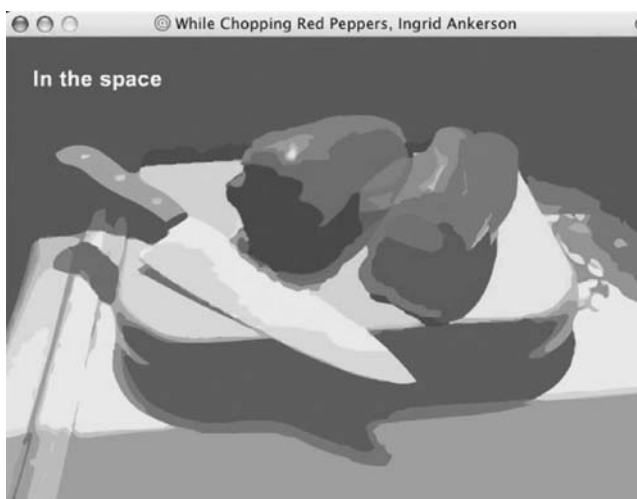 While Chopping Red Peppers, Ingrid Ankerson
In the space